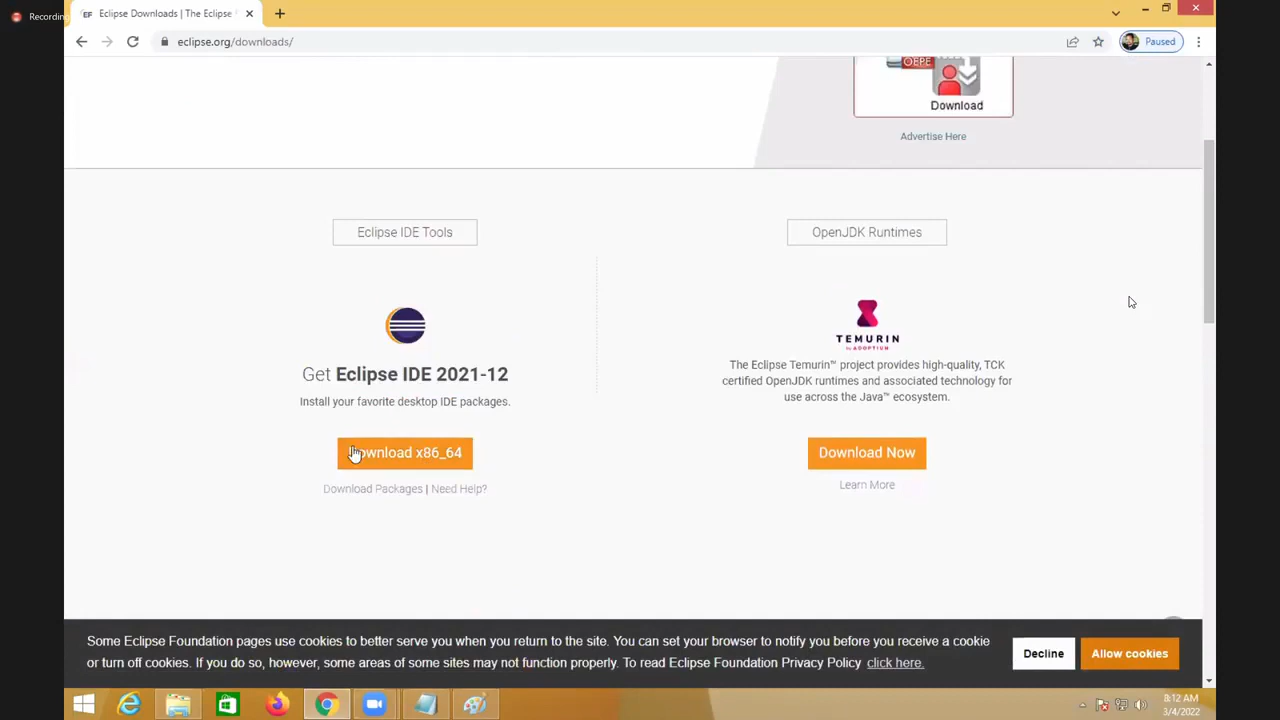 Recording
Eclipse Downloads | The Eclipse
eclipse.org/downloads/
Paused
OEPE
Download
Advertise Here
Eclipse IDE Tools
OpenJDK Runtimes
TEMURIN
by ADOPTIUM
Get Eclipse IDE 2021-12
Install your favorite desktop IDE packages.
The Eclipse Temurin™ project provides high-quality, TCK
certified OpenJDK runtimes and associated technology for
use across the Java™ ecosystem.
Download x86_64
Download Now
Download Packages | Need Help?
Learn More
Some Eclipse Foundation pages use cookies to better serve you when you return to the site. You can set your browser to notify you before you receive a cookie
or turn off cookies. If you do so, however, some areas of some sites may not function properly. To read Eclipse Foundation Privacy Policy click here.
Decline
Allow cookies
8:12 AM
3/4/2022